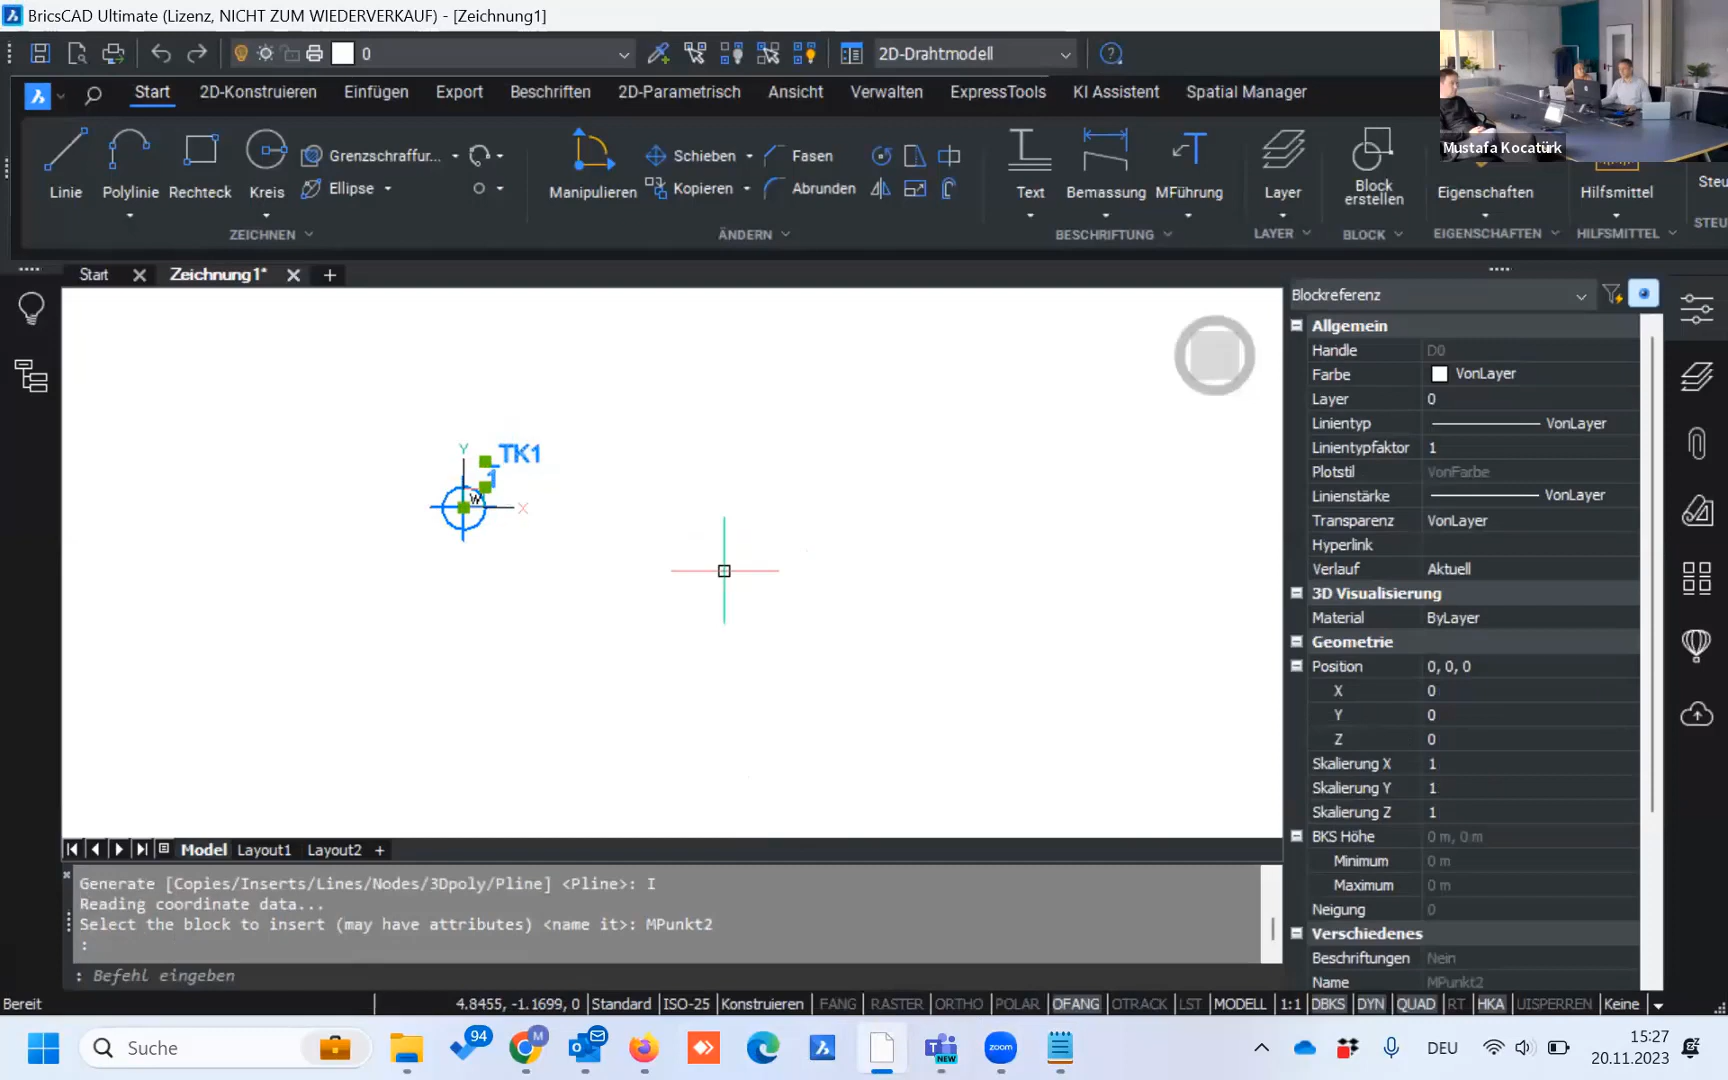 BricsCAD Ultimate (Lizenz, NICHT ZUM WIEDERVERKAUF) - [Zeichnung1]
0
2D-Drahtmodell
Mustafa Kocatürk
Start 2D-Konstruieren Einfügen Export Beschriften 2D-Parametrisch Ansicht Verwalten ExpressTools KI Assistent Spatial Manager
Grenzschraffur... Schieben Fasen
Linie Polylinie Rechteck Kreis Ellipse Manipulieren Kopieren Abrunden Text Bemassung MFührung Layer Block erstellen Eigenschaften Hilfsmittel Steu
ZEICHNEN ÄNDERN BESCHRIFTUNG LAYER BLOCK EIGENSCHAFTEN HILFSMITTEL STEU
Start Zeichnung1* +
Blockreferenz
Allgemein
Handle D0
Farbe VonLayer
Layer 0
Linientyp VonLayer
Linientypfaktor 1
Plotstil VonFarbe
Linienstärke VonLayer
Transparenz VonLayer
Hyperlink
Verlauf Aktuell
3D Visualisierung
Material ByLayer
Geometrie
Position 0, 0, 0
X 0
Y 0
Z 0
Skalierung X 1
Skalierung Y 1
Skalierung Z 1
BKS Höhe 0 m, 0 m
Minimum 0 m
Maximum 0 m
Neigung 0
Verschiedenes
Beschriftungen Nein
Name MPunkt2
Y
TK1
1
W
X
Model Layout1 Layout2 +
Generate [Copies/Inserts/Lines/Nodes/3Dpoly/Pline] <Pline>: I
Reading coordinate data...
Select the block to insert (may have attributes) <name it>: MPunkt2
:
: Befehl eingeben
Bereit 4.8455, -1.1699, 0 Standard ISO-25 Konstruieren FANG RASTER ORTHO POLAR OFANG OTRACK LST MODELL 1:1 DBKS DYN QUAD RT HKA UISPERREN Keine
Suche 94 M NEW zoom DEU 15:27
20.11.2023